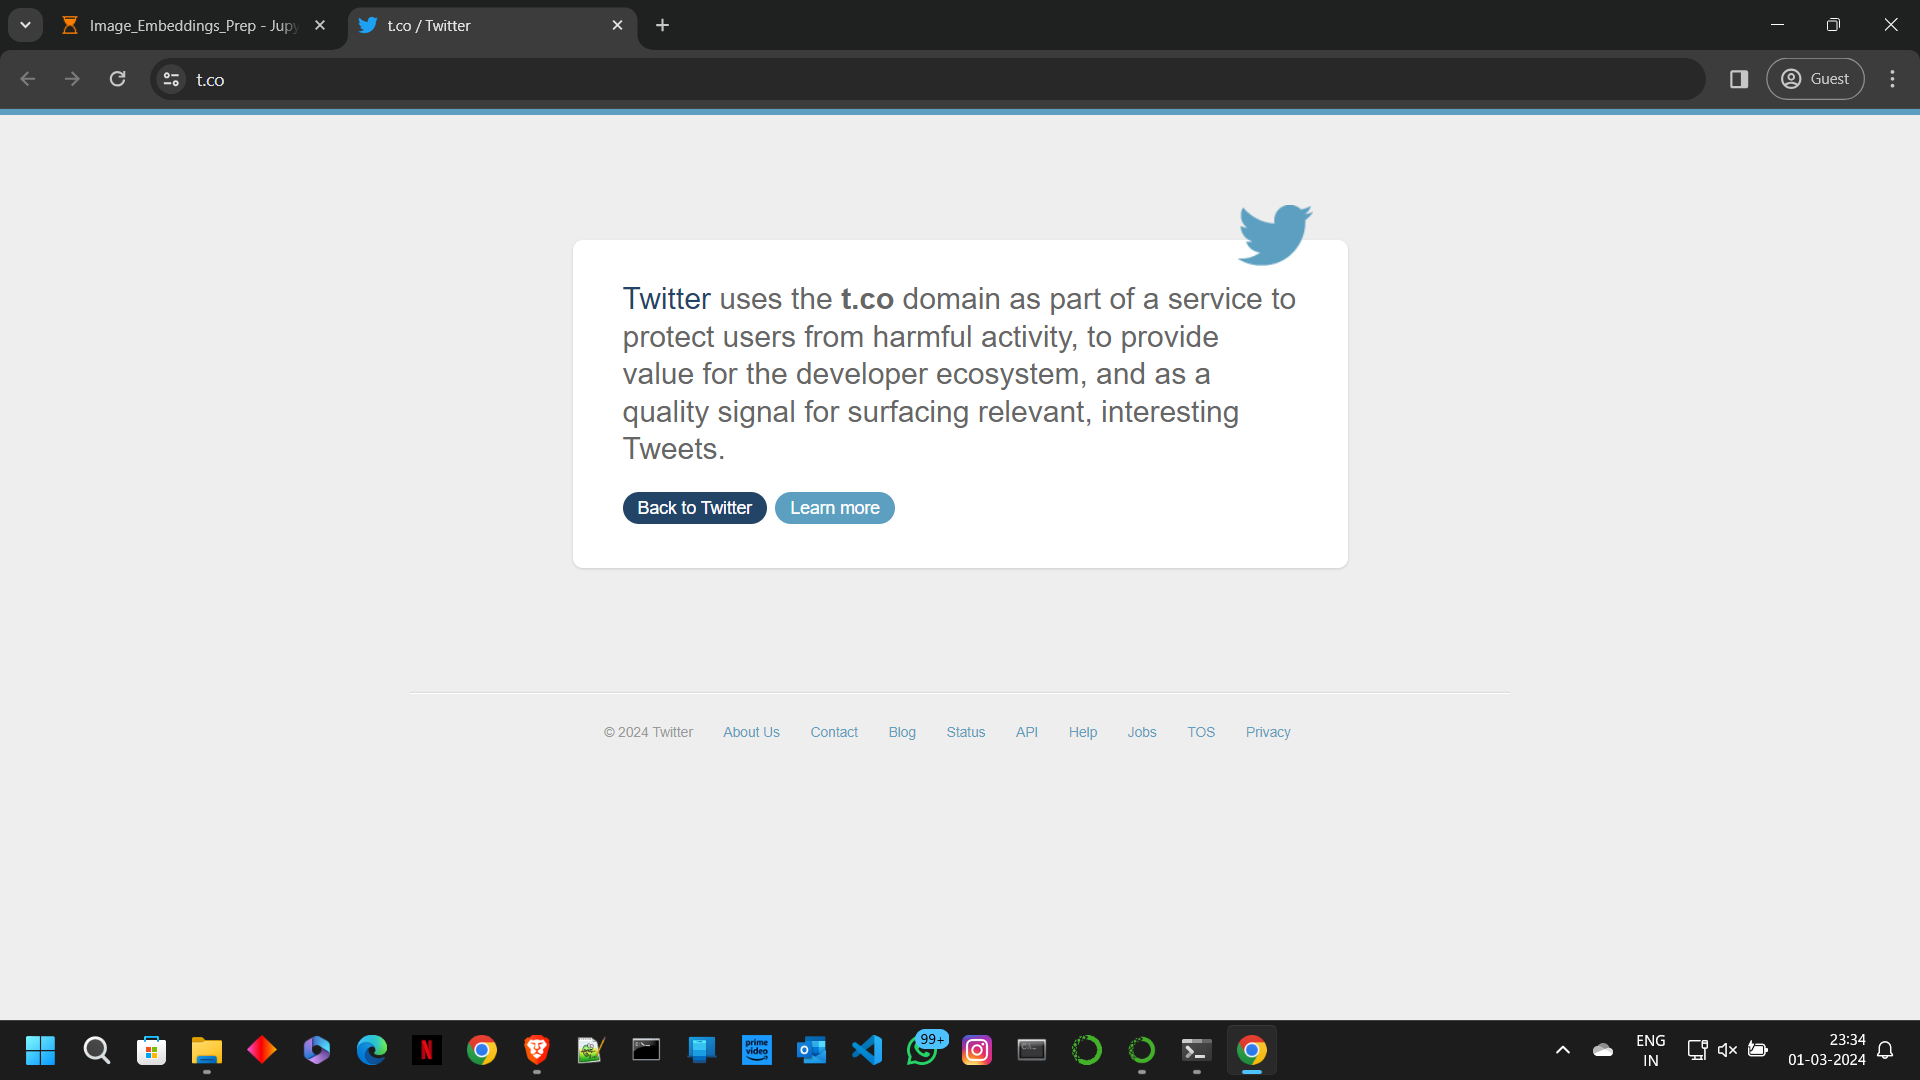 Image_Embeddings_Prep - Jupy
t.co / Twitter
t.co
Guest
Twitter uses the t.co domain as part of a service to
protect users from harmful activity, to provide
value for the developer ecosystem, and as a
quality signal for surfacing relevant, interesting
Tweets.
Back to Twitter
Learn more
© 2024 Twitter
About Us
Contact
Blog
Status
API
Help
Jobs
TOS
Privacy
N
prime
video
99+
ENG
IN
23:34
01-03-2024